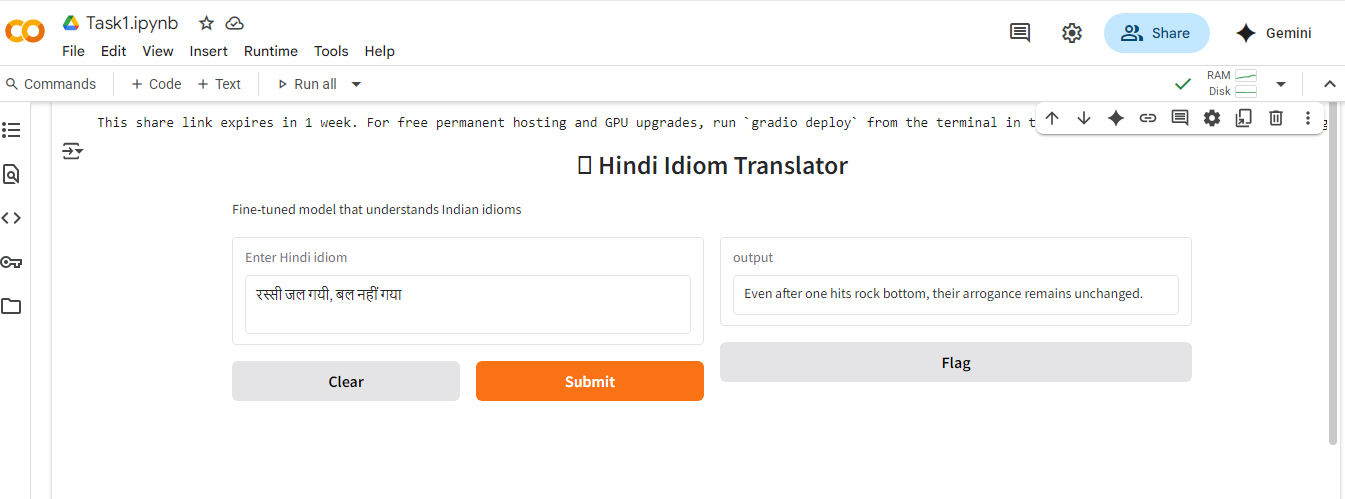 Task1.ipynb
File Edit View Insert Runtime Tools Help
Share
Gemini
Commands + Code + Text Run all
RAM
Disk
This share link expires in 1 week. For free permanent hosting and GPU upgrades, run `gradio deploy` from the terminal in t
Hindi Idiom Translator
Fine-tuned model that understands Indian idioms
Enter Hindi idiom
रस्सी जल गयी, बल नहीं गया
Clear
Submit
output
Even after one hits rock bottom, their arrogance remains unchanged.
Flag